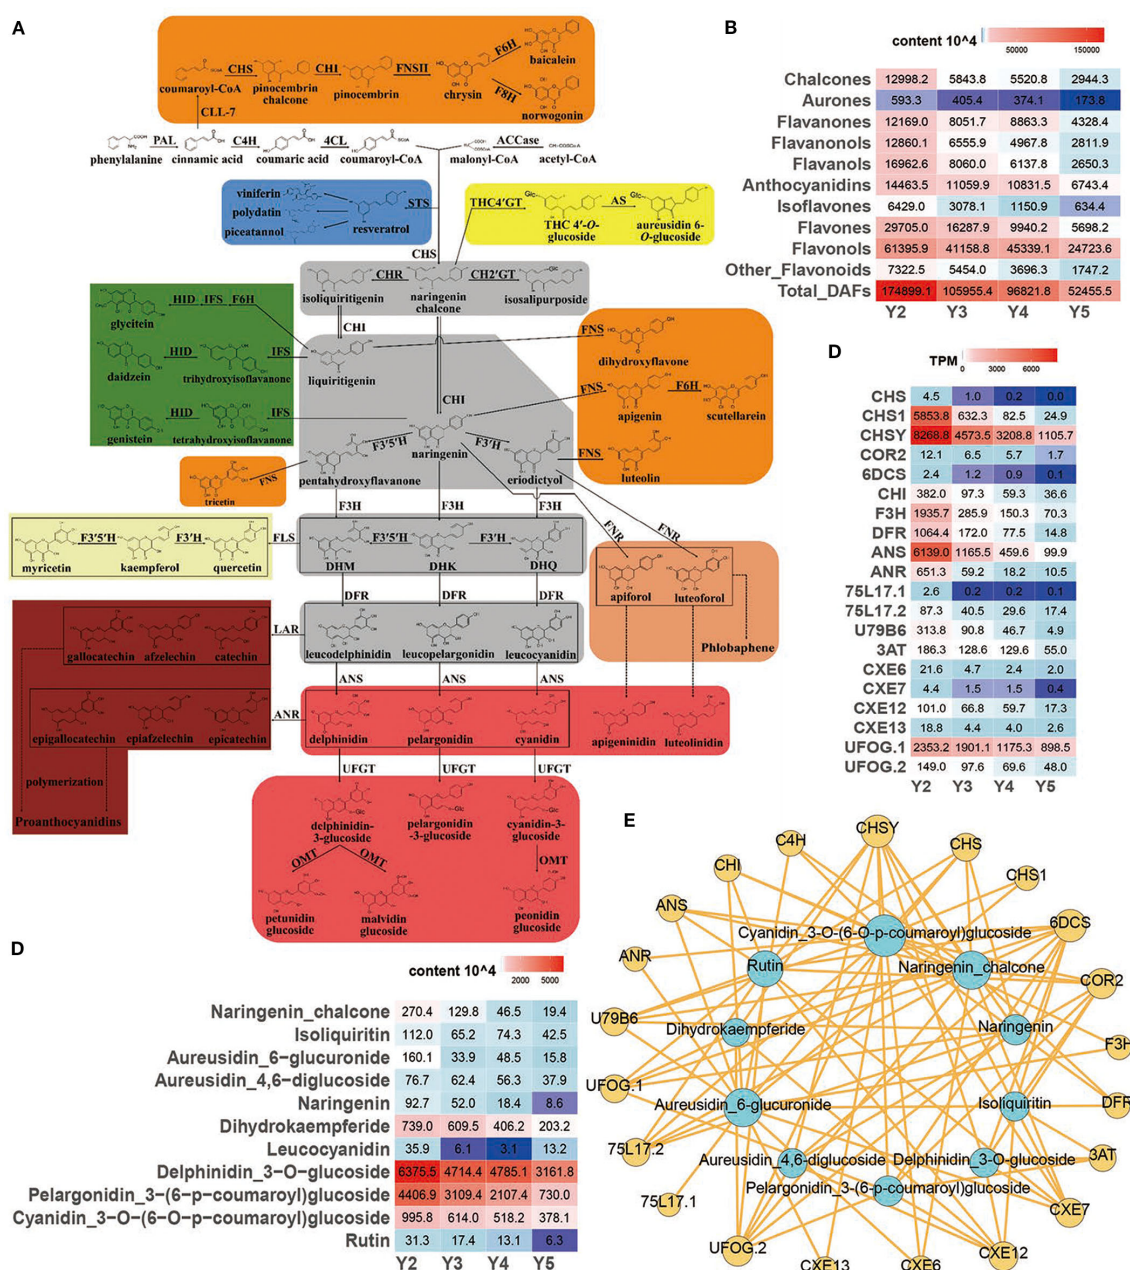 A
F6H
baicalein
CHS CHI FNSII
coumaroyl-CoA pinocembrin chalcone pinocembrin chrysin
F8H
norwogonin
CLL-7
PAL C4H 4CL ACCase
phenylalanine cinnamic acid coumaric acid coumaroyl-CoA malonyl-CoA acetyl-CoA
viniferin
polydatin
piceatannol
resveratrol
STS
THC4'GT
Glc
AS
Glc
THC 4'-O-glucoside
aureusidin 6-O-glucoside
CHS
CHR CH2'GT
Glc
isoliquiritigenin naringenin chalcone isosalipurposide
HID IFS F6H
glycitein
CHI
FNS
dihydroxyflavone
HID IFS
daidzein trihydroxyisoflavanone liquiritigenin
FNS F6H
apigenin scutellarein
HID IFS
genistein tetrahydroxyisoflavanone
CHI
F3'5'H naringenin F3'H
FNS
luteolin
FNS
tricetin
pentahydroxyflavanone eriodictyol
F3H F3H F3H
FNR FNR
F3'5'H F3'H FLS F3'5'H F3'H
myricetin kaempferol quercetin DHM DHK DHQ
apiforol luteoforol
DFR DFR DFR
LAR
gallocatechin afzelechin catechin leucodelphinidin leucopelargonidin leucocyanidin
Phlobaphene
ANS ANS ANS
ANR
epigallocatechin epiafzelechin epicatechin delphinidin pelargonidin cyanidin apigeninidin luteolinidin
polymerization
UFGT UFGT UFGT
Proanthocyanidins
Glc Glc Glc
delphinidin-3-glucoside pelargonidin-3-glucoside cyanidin-3-glucoside
OMT OMT OMT
petunidin glucoside malvidin glucoside peonidin glucoside
B
content 10^4
50000 150000
Chalcones 12998.2 5843.8 5520.8 2944.3
Aurones 593.3 405.4 374.1 173.8
Flavanones 12169.0 8051.7 8863.3 4328.4
Flavanonols 12860.1 6555.9 4967.8 2811.9
Flavanols 16962.6 8060.0 6137.8 2650.3
Anthocyanidins 14463.5 11059.9 10831.5 6743.4
Isoflavones 6429.0 3078.1 1150.9 634.4
Flavones 29705.0 16287.9 9940.2 5698.2
Flavonols 61395.9 41158.8 45339.1 24723.6
Other_Flavonoids 7322.5 5454.0 3696.3 1747.2
Total_DAFs 174899.1 105955.4 96821.8 52455.5
Y2 Y3 Y4 Y5
D
TPM
0 3000 6000
CHS 4.5 1.0 0.2 0.0
CHS1 5853.8 632.3 82.5 24.9
CHSY 8268.8 4573.5 3208.8 1105.7
COR2 12.1 6.5 5.7 1.7
6DCS 2.4 1.2 0.9 0.1
CHI 382.0 97.3 59.3 36.6
F3H 1935.7 285.9 150.3 70.3
DFR 1064.4 172.0 77.5 14.8
ANS 6139.0 1165.5 459.6 99.9
ANR 651.3 59.2 18.2 10.5
75L17.1 2.6 0.2 0.2 0.1
75L17.2 87.3 40.5 29.6 17.4
U79B6 313.8 90.8 46.7 4.9
3AT 186.3 128.6 129.6 55.0
CXE6 21.6 4.7 2.4 2.0
CXE7 4.4 1.5 1.5 0.4
CXE12 101.0 66.8 59.7 17.3
CXE13 18.8 4.4 4.0 2.6
UFOG.1 2353.2 1901.1 1175.3 898.5
UFOG.2 149.0 97.6 69.6 48.0
Y2 Y3 Y4 Y5
D
content 10^4
2000 5000
Naringenin_chalcone 270.4 129.8 46.5 19.4
Isoliquiritin 112.0 65.2 74.3 42.5
Aureusidin_6−glucuronide 160.1 33.9 48.5 15.8
Aureusidin_4,6−diglucoside 76.7 62.4 56.3 37.9
Naringenin 92.7 52.0 18.4 8.6
Dihydrokaempferide 739.0 609.5 406.2 203.2
Leucocyanidin 35.9 6.1 3.1 13.2
Delphinidin_3−O−glucoside 6375.5 4714.4 4785.1 3161.8
Pelargonidin_3−(6−p−coumaroyl)glucoside 4406.9 3109.4 2107.4 730.0
Cyanidin_3−O−(6−O−p−coumaroyl)glucoside 995.8 614.0 518.2 378.1
Rutin 31.3 17.4 13.1 6.3
Y2 Y3 Y4 Y5
E
CHSY
C4H
CHS
CHI
CHS1
ANS
6DCS
Cyanidin_3-O-(6-O-p-coumaroyl)glucoside
ANR
Rutin
Naringenin_chalcone
COR2
U79B6
Dihydrokaempferide
Naringenin
F3H
UFOG.1
Aureusidin_6-glucuronide
Isoliquiritin
DFR
75L17.2
Aureusidin_4,6-diglucoside
Delphinidin_3-O-glucoside
3AT
Pelargonidin_3-(6-p-coumaroyl)glucoside
75L17.1
CXE7
UFOG.2
CXE12
CXE13
CXE6